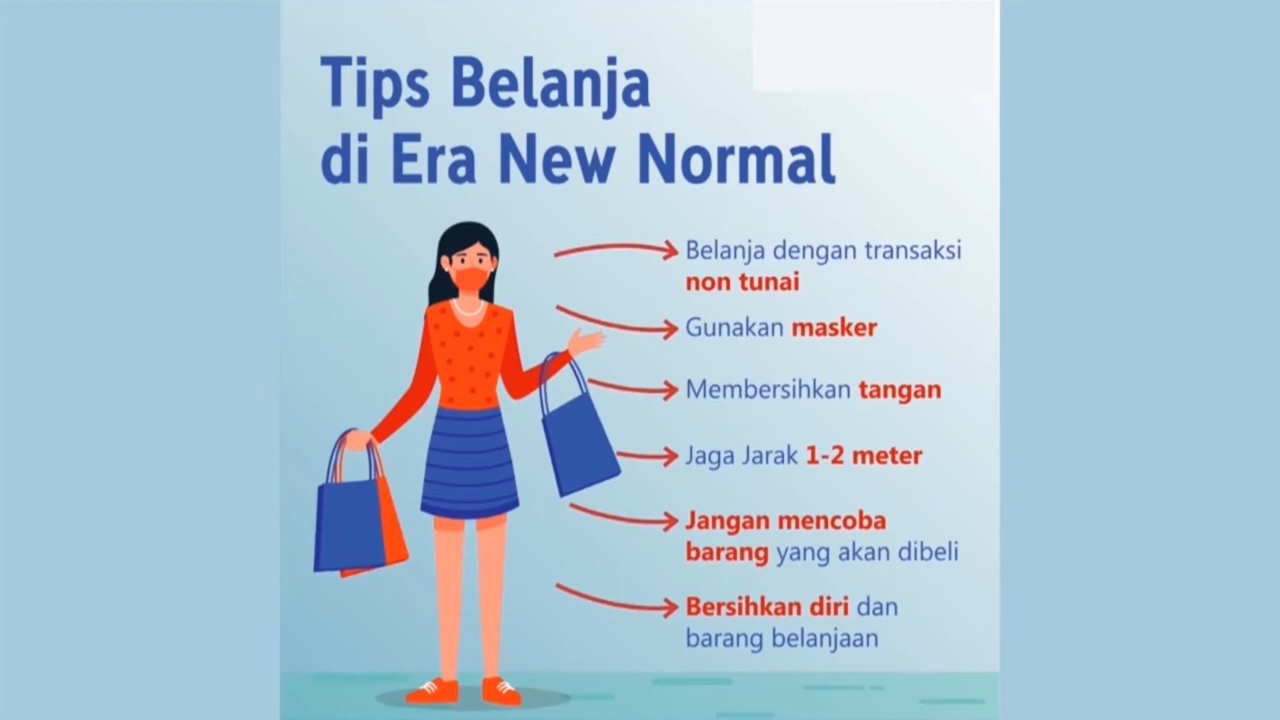 Tips Belanja
di Era New Normal
Belanja dengan transaksi
non tunai
Gunakan masker
Membersihkan tangan
Jaga Jarak 1-2 meter
Jangan mencoba
barang yang akan dibeli
Bersihkan diri dan
barang belanjaan